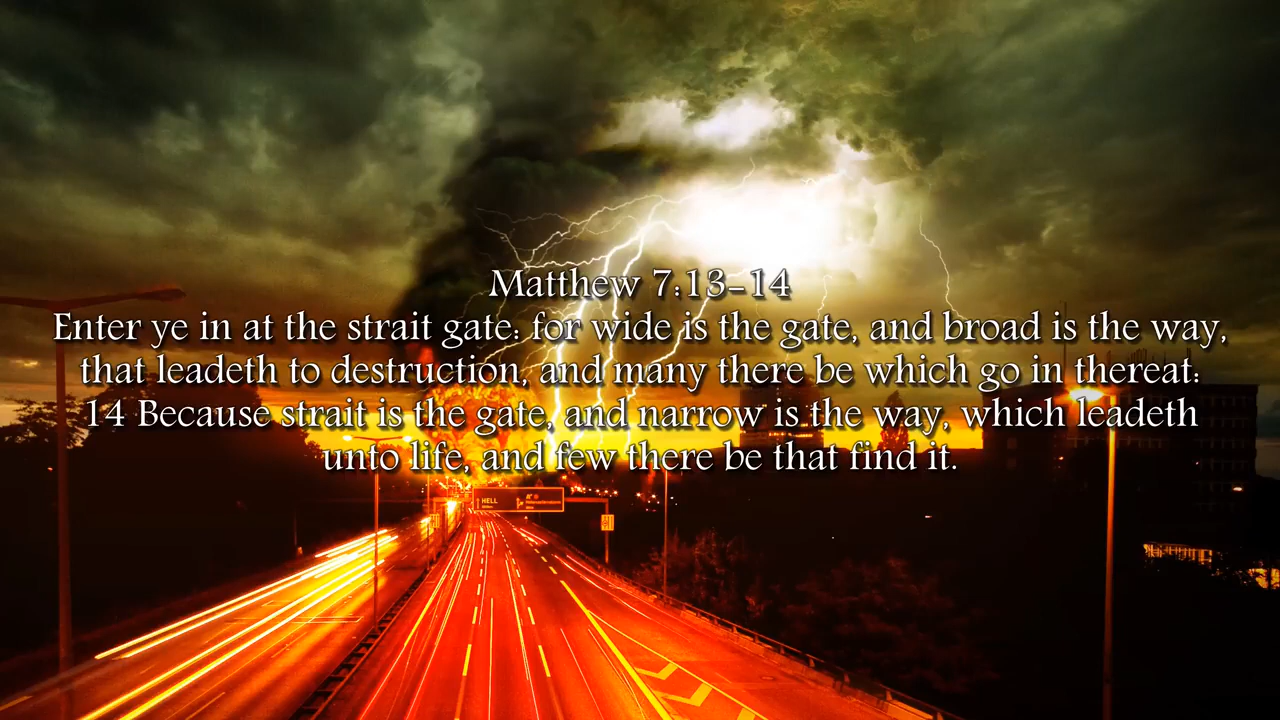 Matthew 7:13-14
Enter ye in at the strait gate: for wide is the gate, and broad is the way,
that leadeth to destruction, and many there be which go in thereat:
14 Because strait is the gate, and narrow is the way, which leadeth
unto life, and few there be that find it.
HELL